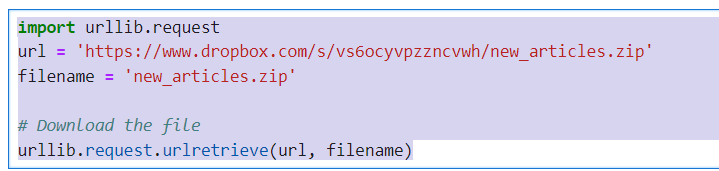 import urllib.request
url = 'https://www.dropbox.com/s/vs6ocyvpzzncvwh/new_articles.zip'
filename = 'new_articles.zip'
# Download the file
urllib.request.urlretrieve(url, filename)